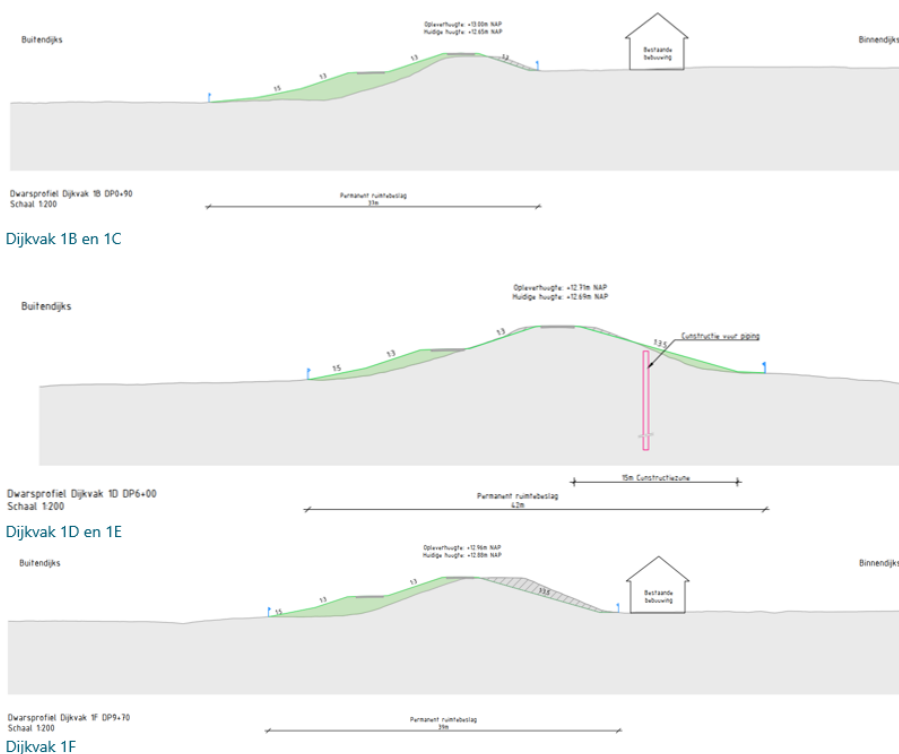 Opleverhoogte: +13.00m NAP
Huidige hoogte: +12.65m NAP
Buitendijks
Binnendijks
Bestaande
bebouwing
1:3
1:3
1:3
1:5
Dwarsprofiel Dijkvak 1B DP0+90
Schaal 1:200
Permanent ruimtebeslag
37m
Dijkvak 1B en 1C
Opleverhoogte: +12.71m NAP
Huidige hoogte: +12.69m NAP
Buitendijks
1:3
Constructie voor piping
1:3.5
1:3
1:5
15m Constructiezone
Dwarsprofiel Dijkvak 1D DP6+00
Schaal 1:200
Permanent ruimtebeslag
42m
Dijkvak 1D en 1E
Opleverhoogte: +12.96m NAP
Huidige hoogte: +12.88m NAP
Buitendijks
Binnendijks
1:3
Bestaande
bebouwing
1:3.5
1:3
1:5
Dwarsprofiel Dijkvak 1F DP9+70
Schaal 1:200
Permanent ruimtebeslag
39m
Dijkvak 1F